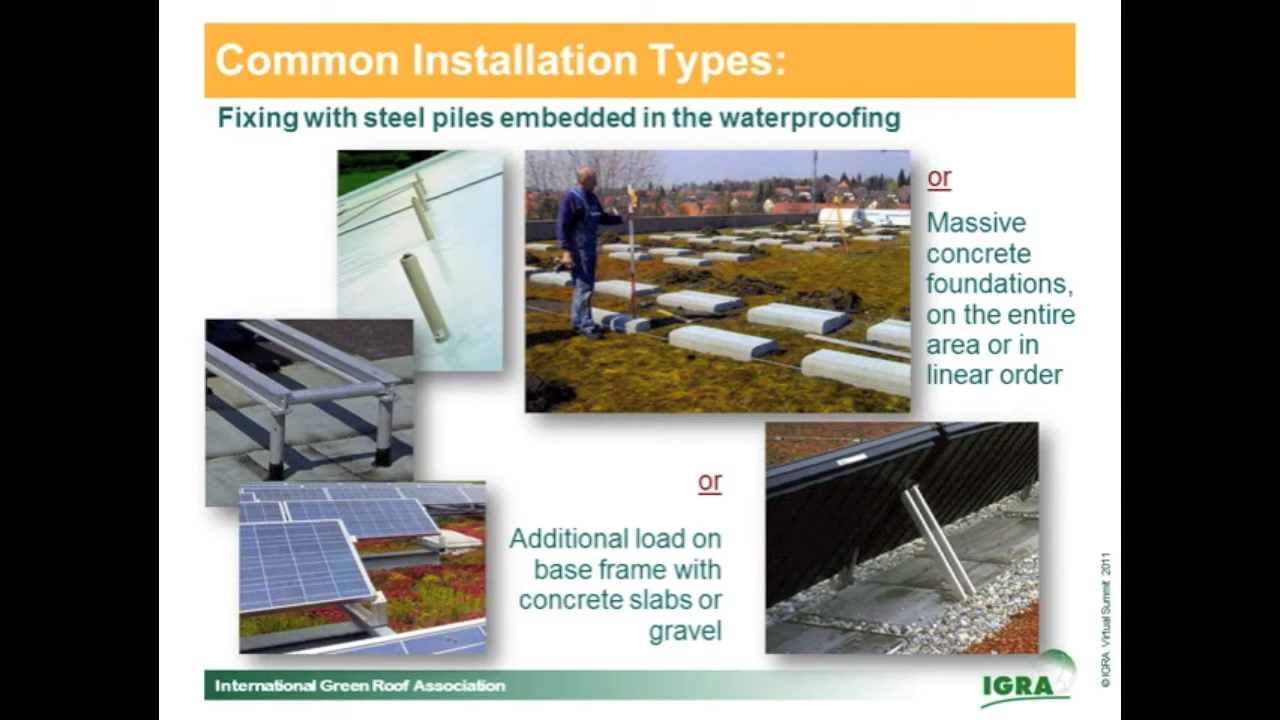 Common Installation Types:
Fixing with steel piles embedded in the waterproofing
or
Massive
concrete
foundations,
on the entire
area or in
linear order
or
Additional load on
base frame with
concrete slabs or
gravel
International Green Roof Association
IGRA
© IGRA Virtual Summit 2011